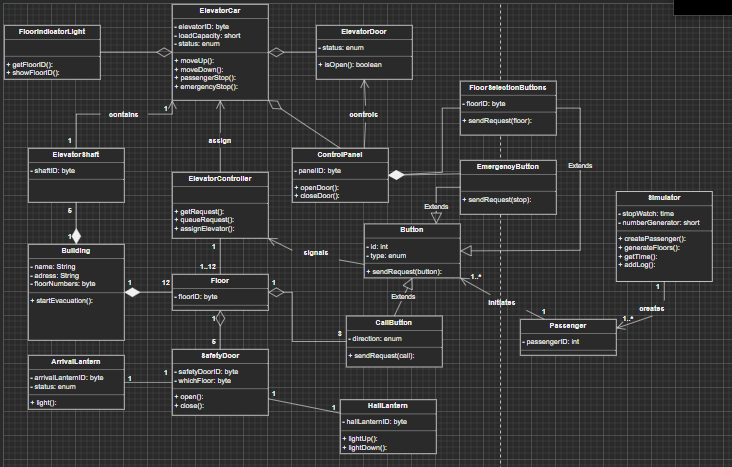 ElevatorCar
- elevatorID: byte
- loadCapacity: short
- status: enum
+ moveUp():
+ moveDown():
+ passengerStop():
+ emergencyStop():
FloorIndicatorLight
+ getFloorID():
+ showFloorID():
ElevatorDoor
- status: enum
+ isOpen(): boolean
FloorSelectionButtons
- floorID: byte
+ sendRequest(floor):
contains
1
1
assign
controls
ElevatorShaft
- shaftID: byte
ControlPanel
- panelID: byte
+ openDoor():
+ closeDoor():
EmergencyButton
+ sendRequest(stop):
Extends
Extends
ElevatorController
+ getRequest():
+ queueRequest():
+ assignElevator():
Simulator
- stopWatch: time
- numberGenerator: short
+ createPassenger():
+ generateFloors():
+ getTime():
+ addLog():
5
1
Button
- id: int
- type: enum
+ sendRequest(button):
signals
Building
- name: String
- adress: String
- floorNumbers: byte
+ startEvacuation():
1
1..12
1
12
Floor
- floorID: byte
1
1..*
initiates
1
1
creates
1..*
Extends
Passenger
- passengerID: int
CallButton
- direction: enum
+ sendRequest(call):
3
1
5
ArrivalLantern
- arrivalLanternID: byte
- status: enum
+ light():
1
1
SafetyDoor
- safetyDoorID: byte
- whichFloor: byte
+ open():
+ close():
1
1
HallLantern
- hallLanternID: byte
+ lightUp():
+ lightDown():